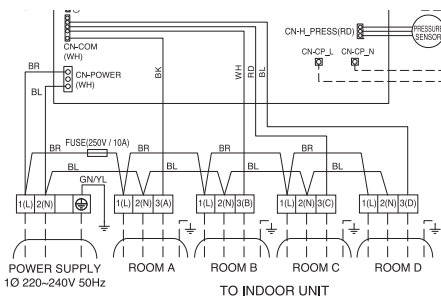 CN-COM
(WH)
CN-H_PRESS(RD)
PRESSURE
SENSOR
CN-CP_L
CN-CP_N
BR
CN-POWER
(WH)
BL
BK
WH
RD
BL
FUSE(250V / 10A)
BR
BR
BR
BR
BL
BL
BL
BL
GN/YL
1(L)
2(N)
1(L)
2(N)
3(A)
1(L)
2(N)
3(B)
1(L)
2(N)
3(C)
1(L)
2(N)
3(D)
POWER SUPPLY
1Ø 220~240V 50Hz
ROOM A
ROOM B
ROOM C
ROOM D
TO INDOOR UNIT